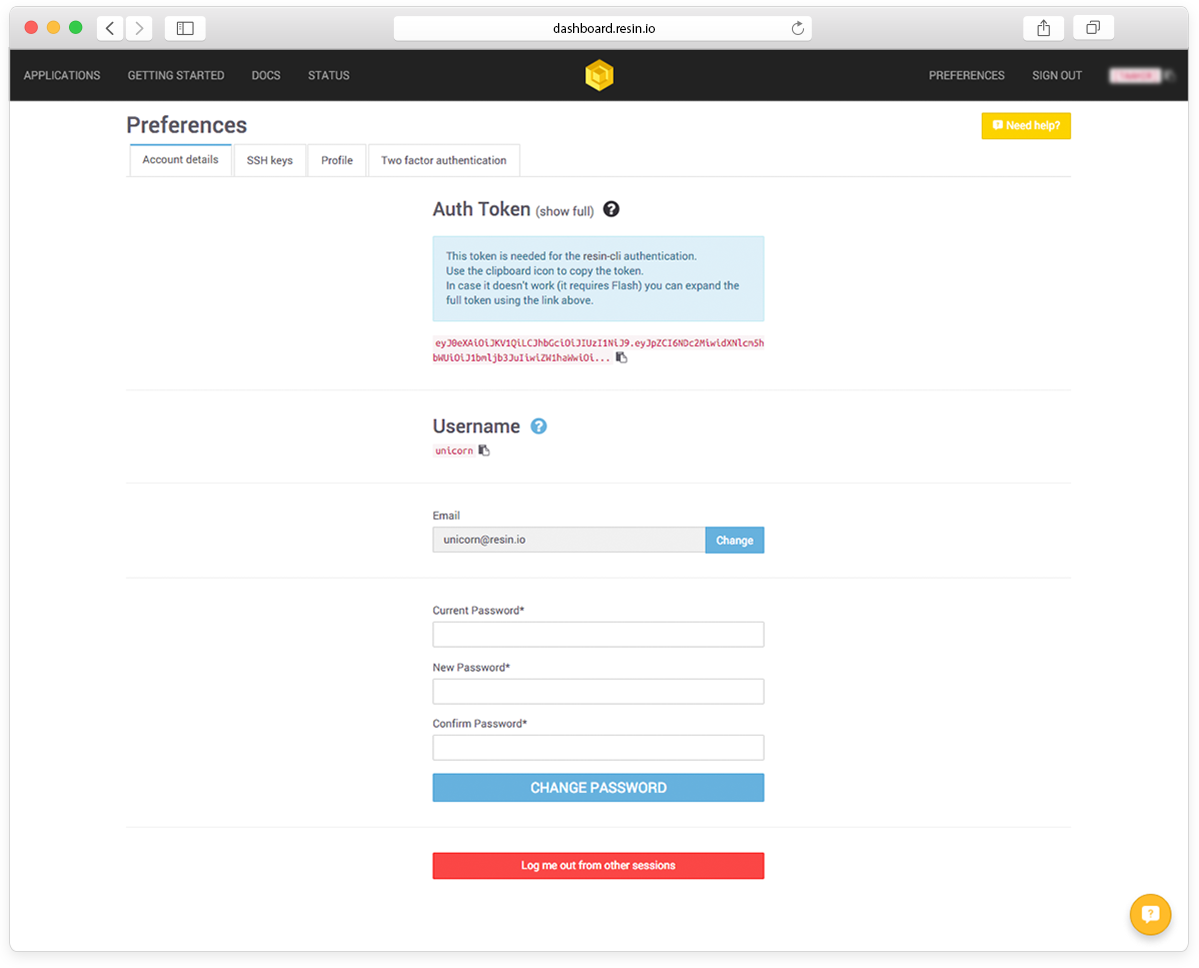 dashboard.resin.io
APPLICATIONS GETTING STARTED DOCS STATUS PREFERENCES SIGN OUT
Preferences
Need help?
Account details SSH keys Profile Two factor authentication
Auth Token (show full) ?
This token is needed for the resin-cli authentication.
Use the clipboard icon to copy the token.
In case it doesn't work (it requires Flash) you can expand the
full token using the link above.
eyJ0eXAiOiJKV1QiLCJhbGciOiJIUzI1NiJ9.eyJpZCI6NDc2MiwidXNlcm5h
bWUiOiJ1bmljb3JuIiwiZW1haWwiOi...
Username ?
unicorn
Email
unicorn@resin.io Change
Current Password*
New Password*
Confirm Password*
CHANGE PASSWORD
Log me out from other sessions
?